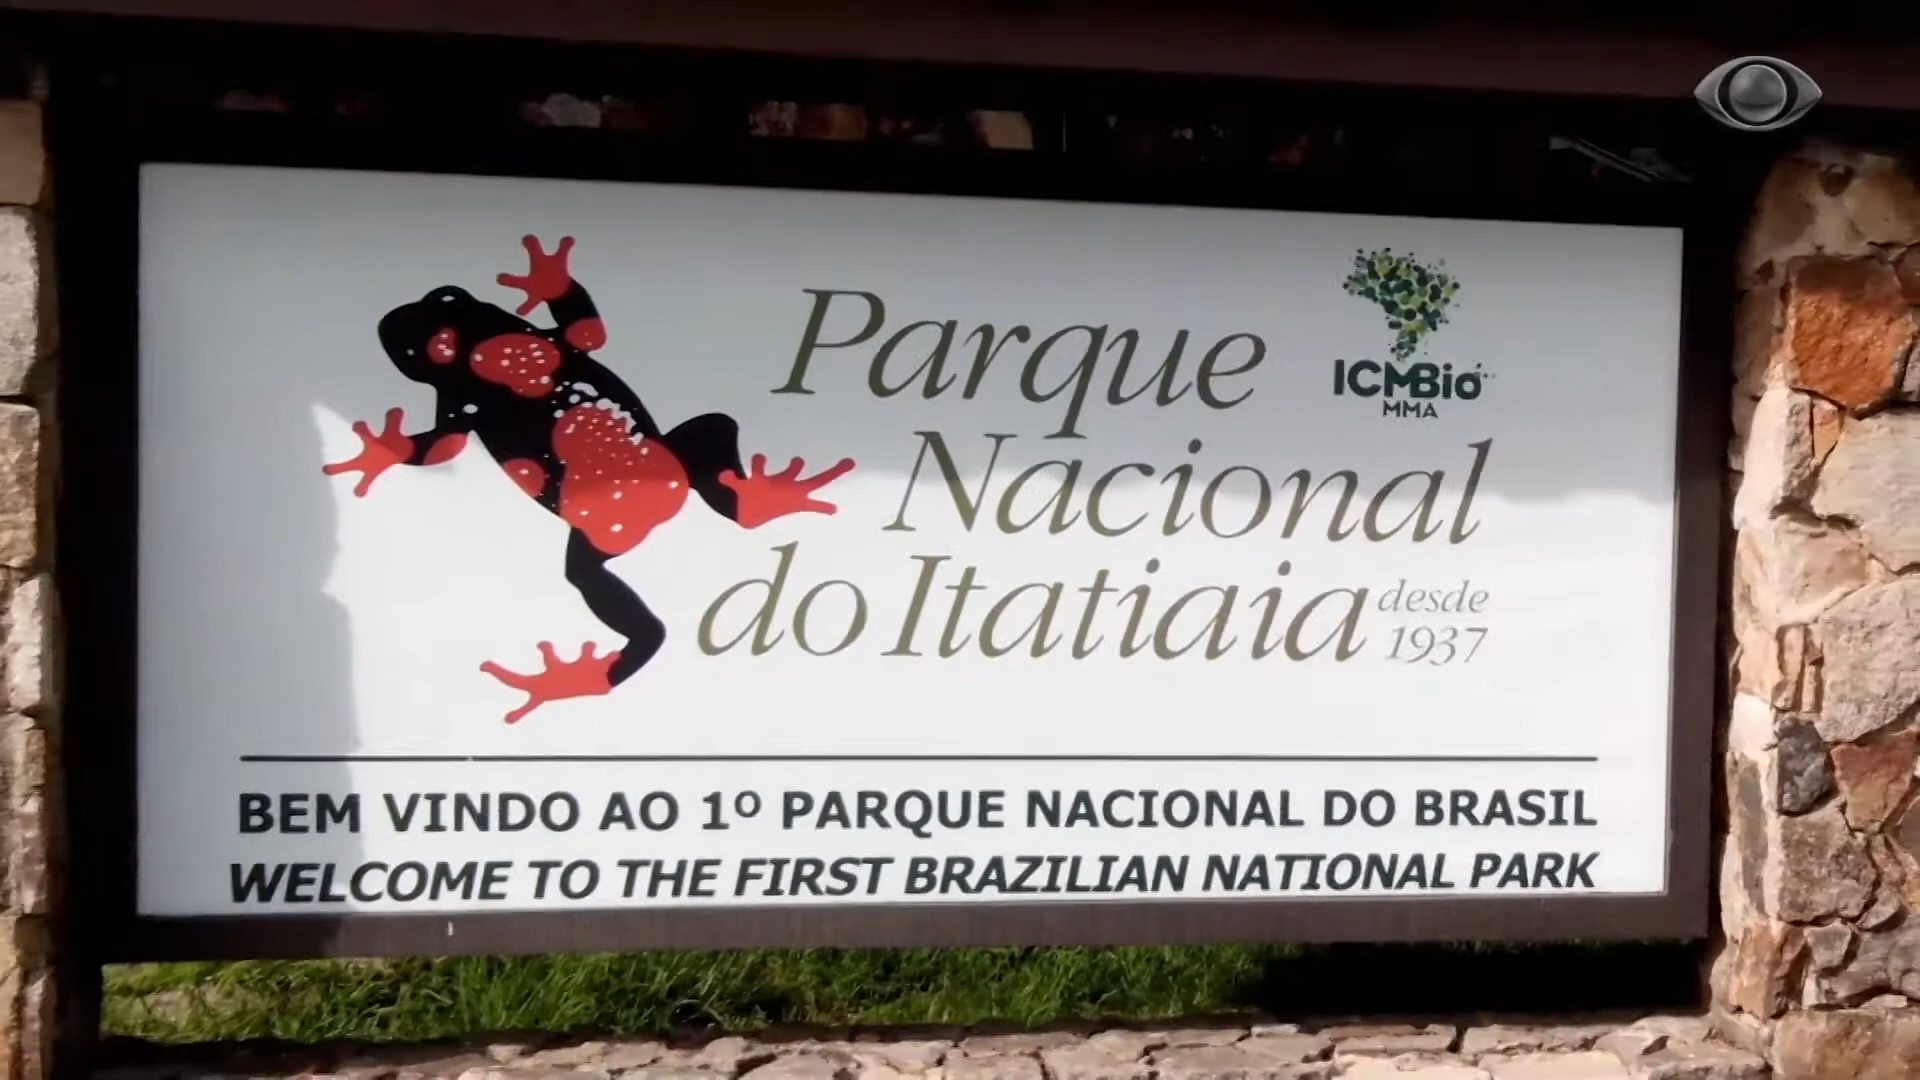 Parque
Nacional
do Itatiaia
desde
1937
ICMBio
MMA
BEM VINDO AO 1º PARQUE NACIONAL DO BRASIL
WELCOME TO THE FIRST BRAZILIAN NATIONAL PARK